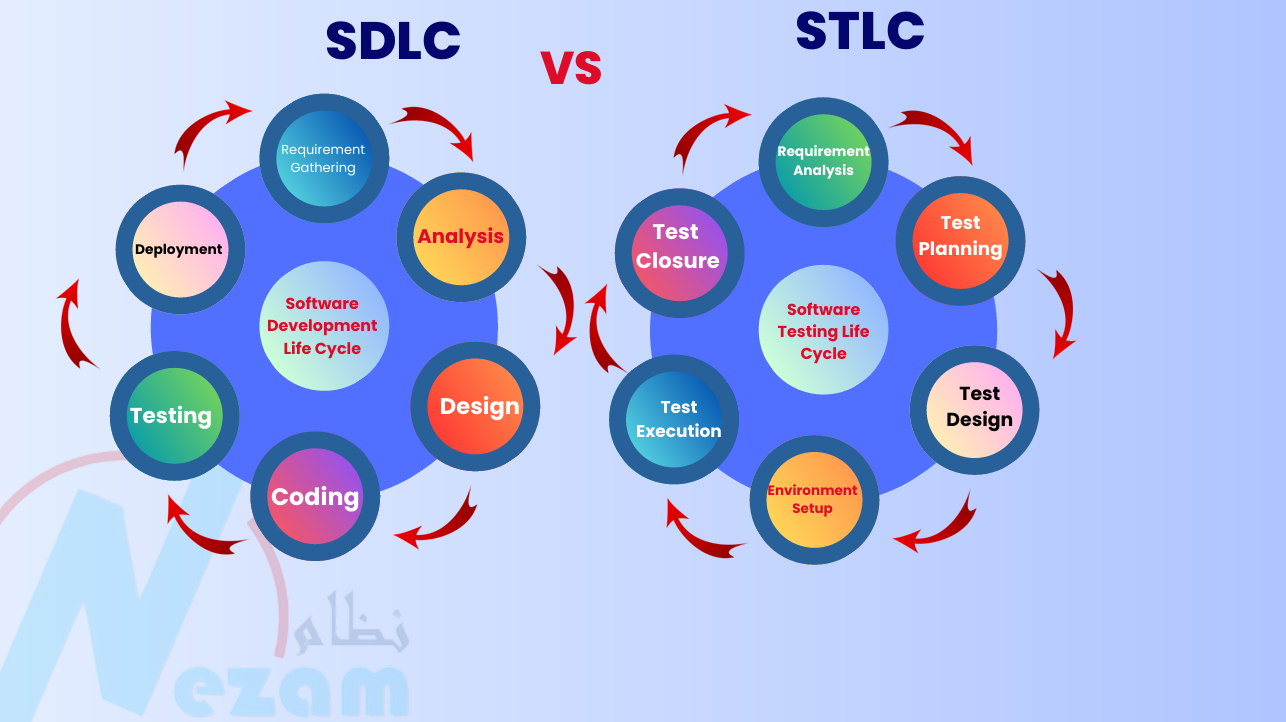 SDLC
VS
STLC
Requirement
Gathering
Analysis
Design
Coding
Testing
Deployment
Software
Development
Life Cycle
Requirement
Analysis
Test
Planning
Test
Design
Environment
Setup
Test
Execution
Test
Closure
Software
Testing Life
Cycle
نظام
Nezam